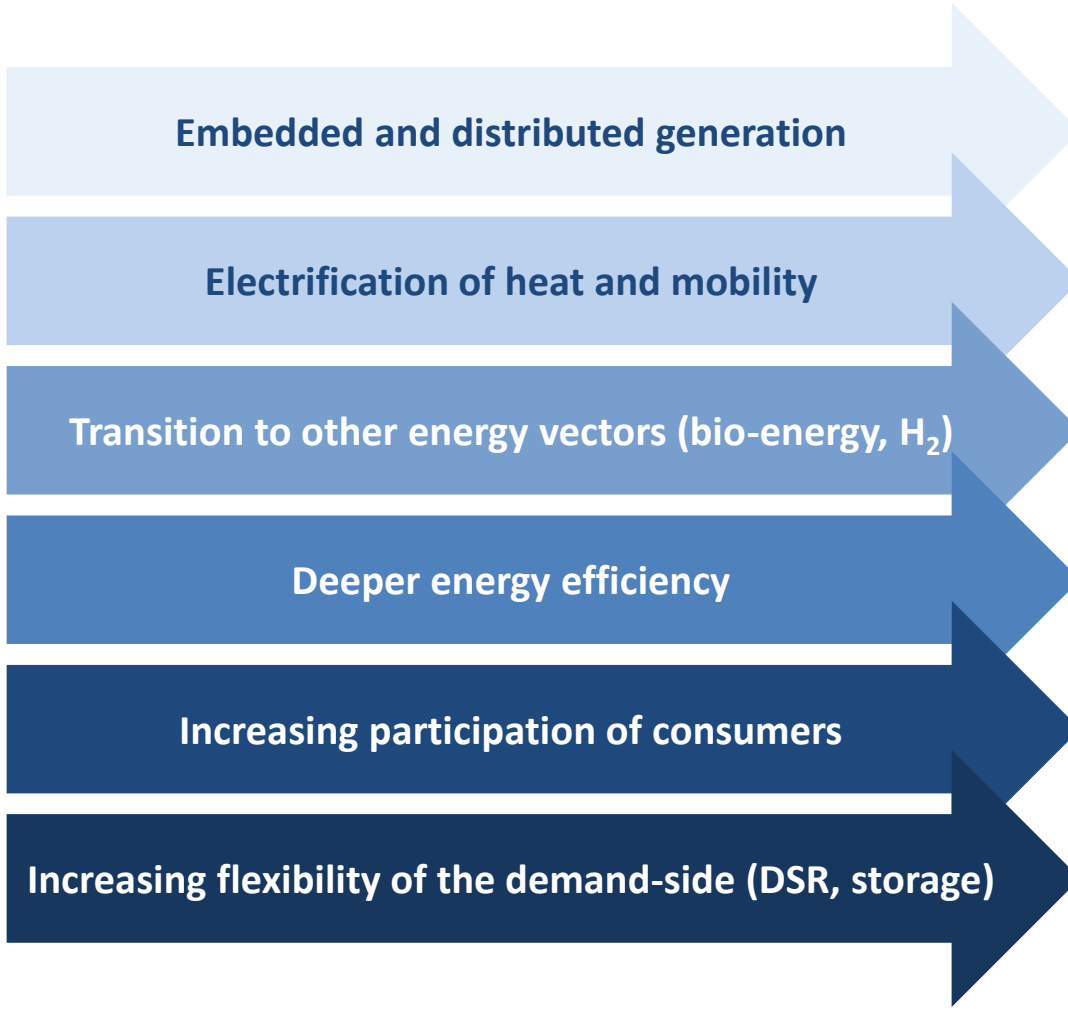 Embedded and distributed generation
Electrification of heat and mobility
Transition to other energy vectors (bio-energy, H₂)
Deeper energy efficiency
Increasing participation of consumers
Increasing flexibility of the demand-side (DSR, storage)